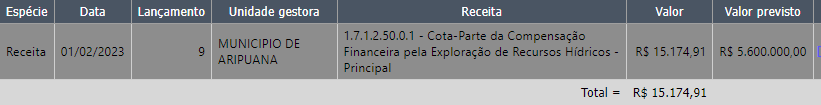 Espécie Data Lançamento Unidade gestora Receita Valor Valor previsto
Receita 01/02/2023 9 MUNICIPIO DE ARIPUANA 1.7.1.2.50.0.1 - Cota-Parte da Compensação Financeira pela Exploração de Recursos Hídricos - Principal R$ 15.174,91 R$ 5.600.000,00
Total = R$ 15.174,91